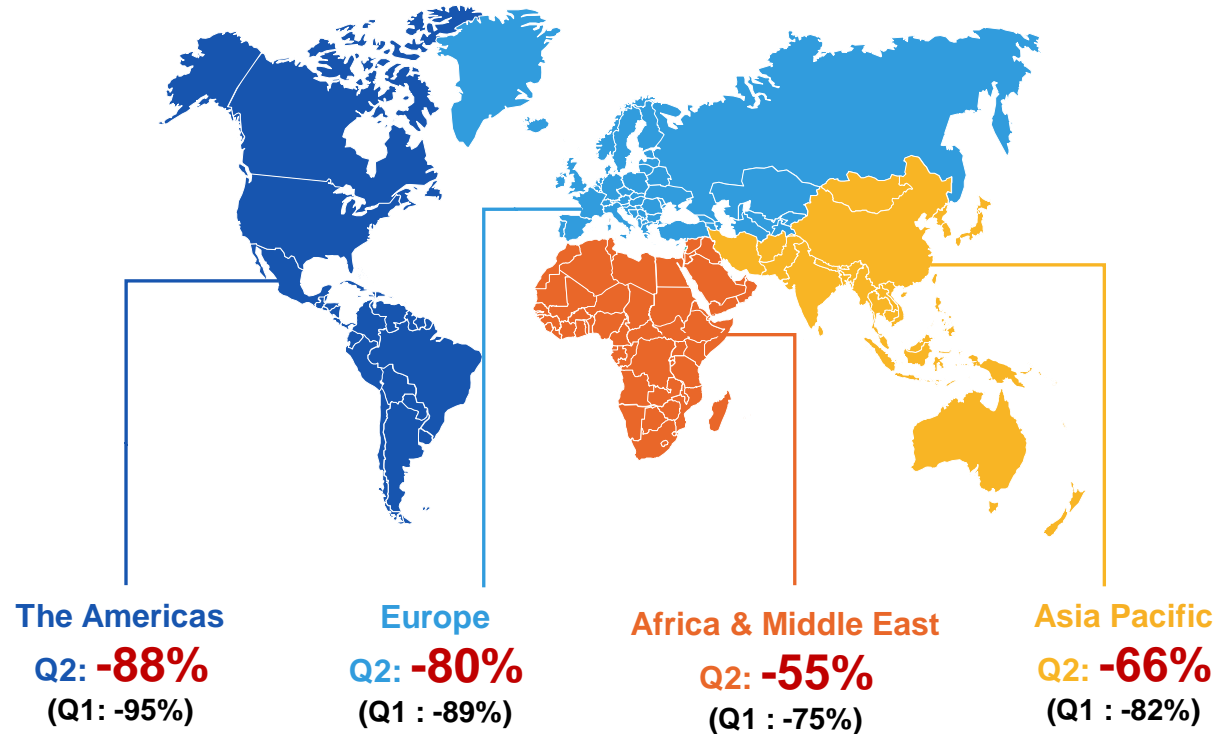 The Americas
Q2: -88%
(Q1: -95%)
Europe
Q2: -80%
(Q1 : -89%)
Africa & Middle East
Q2: -55%
(Q1 : -75%)
Asia Pacific
Q2: -66%
(Q1 : -82%)